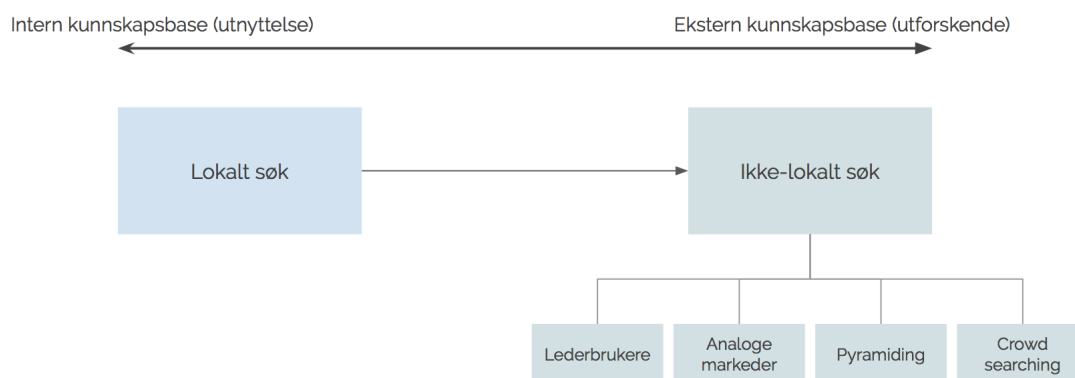 Intern kunnskapsbase (utnyttelse)
Ekstern kunnskapsbase (utforskende)
Lokalt søk
Ikke-lokalt søk
Lederbrukere
Analoge
markeder
Pyramiding
Crowd
searching